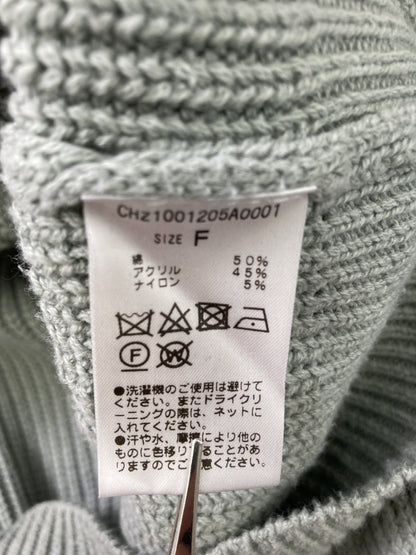 CHZ1001205A0001
SIZE F
綿 50%
アクリル 45%
ナイロン 5%
F W
●洗濯機のご使用は避けて
ください。またドライクリ
ーニングの際は、ネットに
入れてください。
●汗や水、摩擦により他の
ものに色移りすることがあ
りますのでご注意ください。